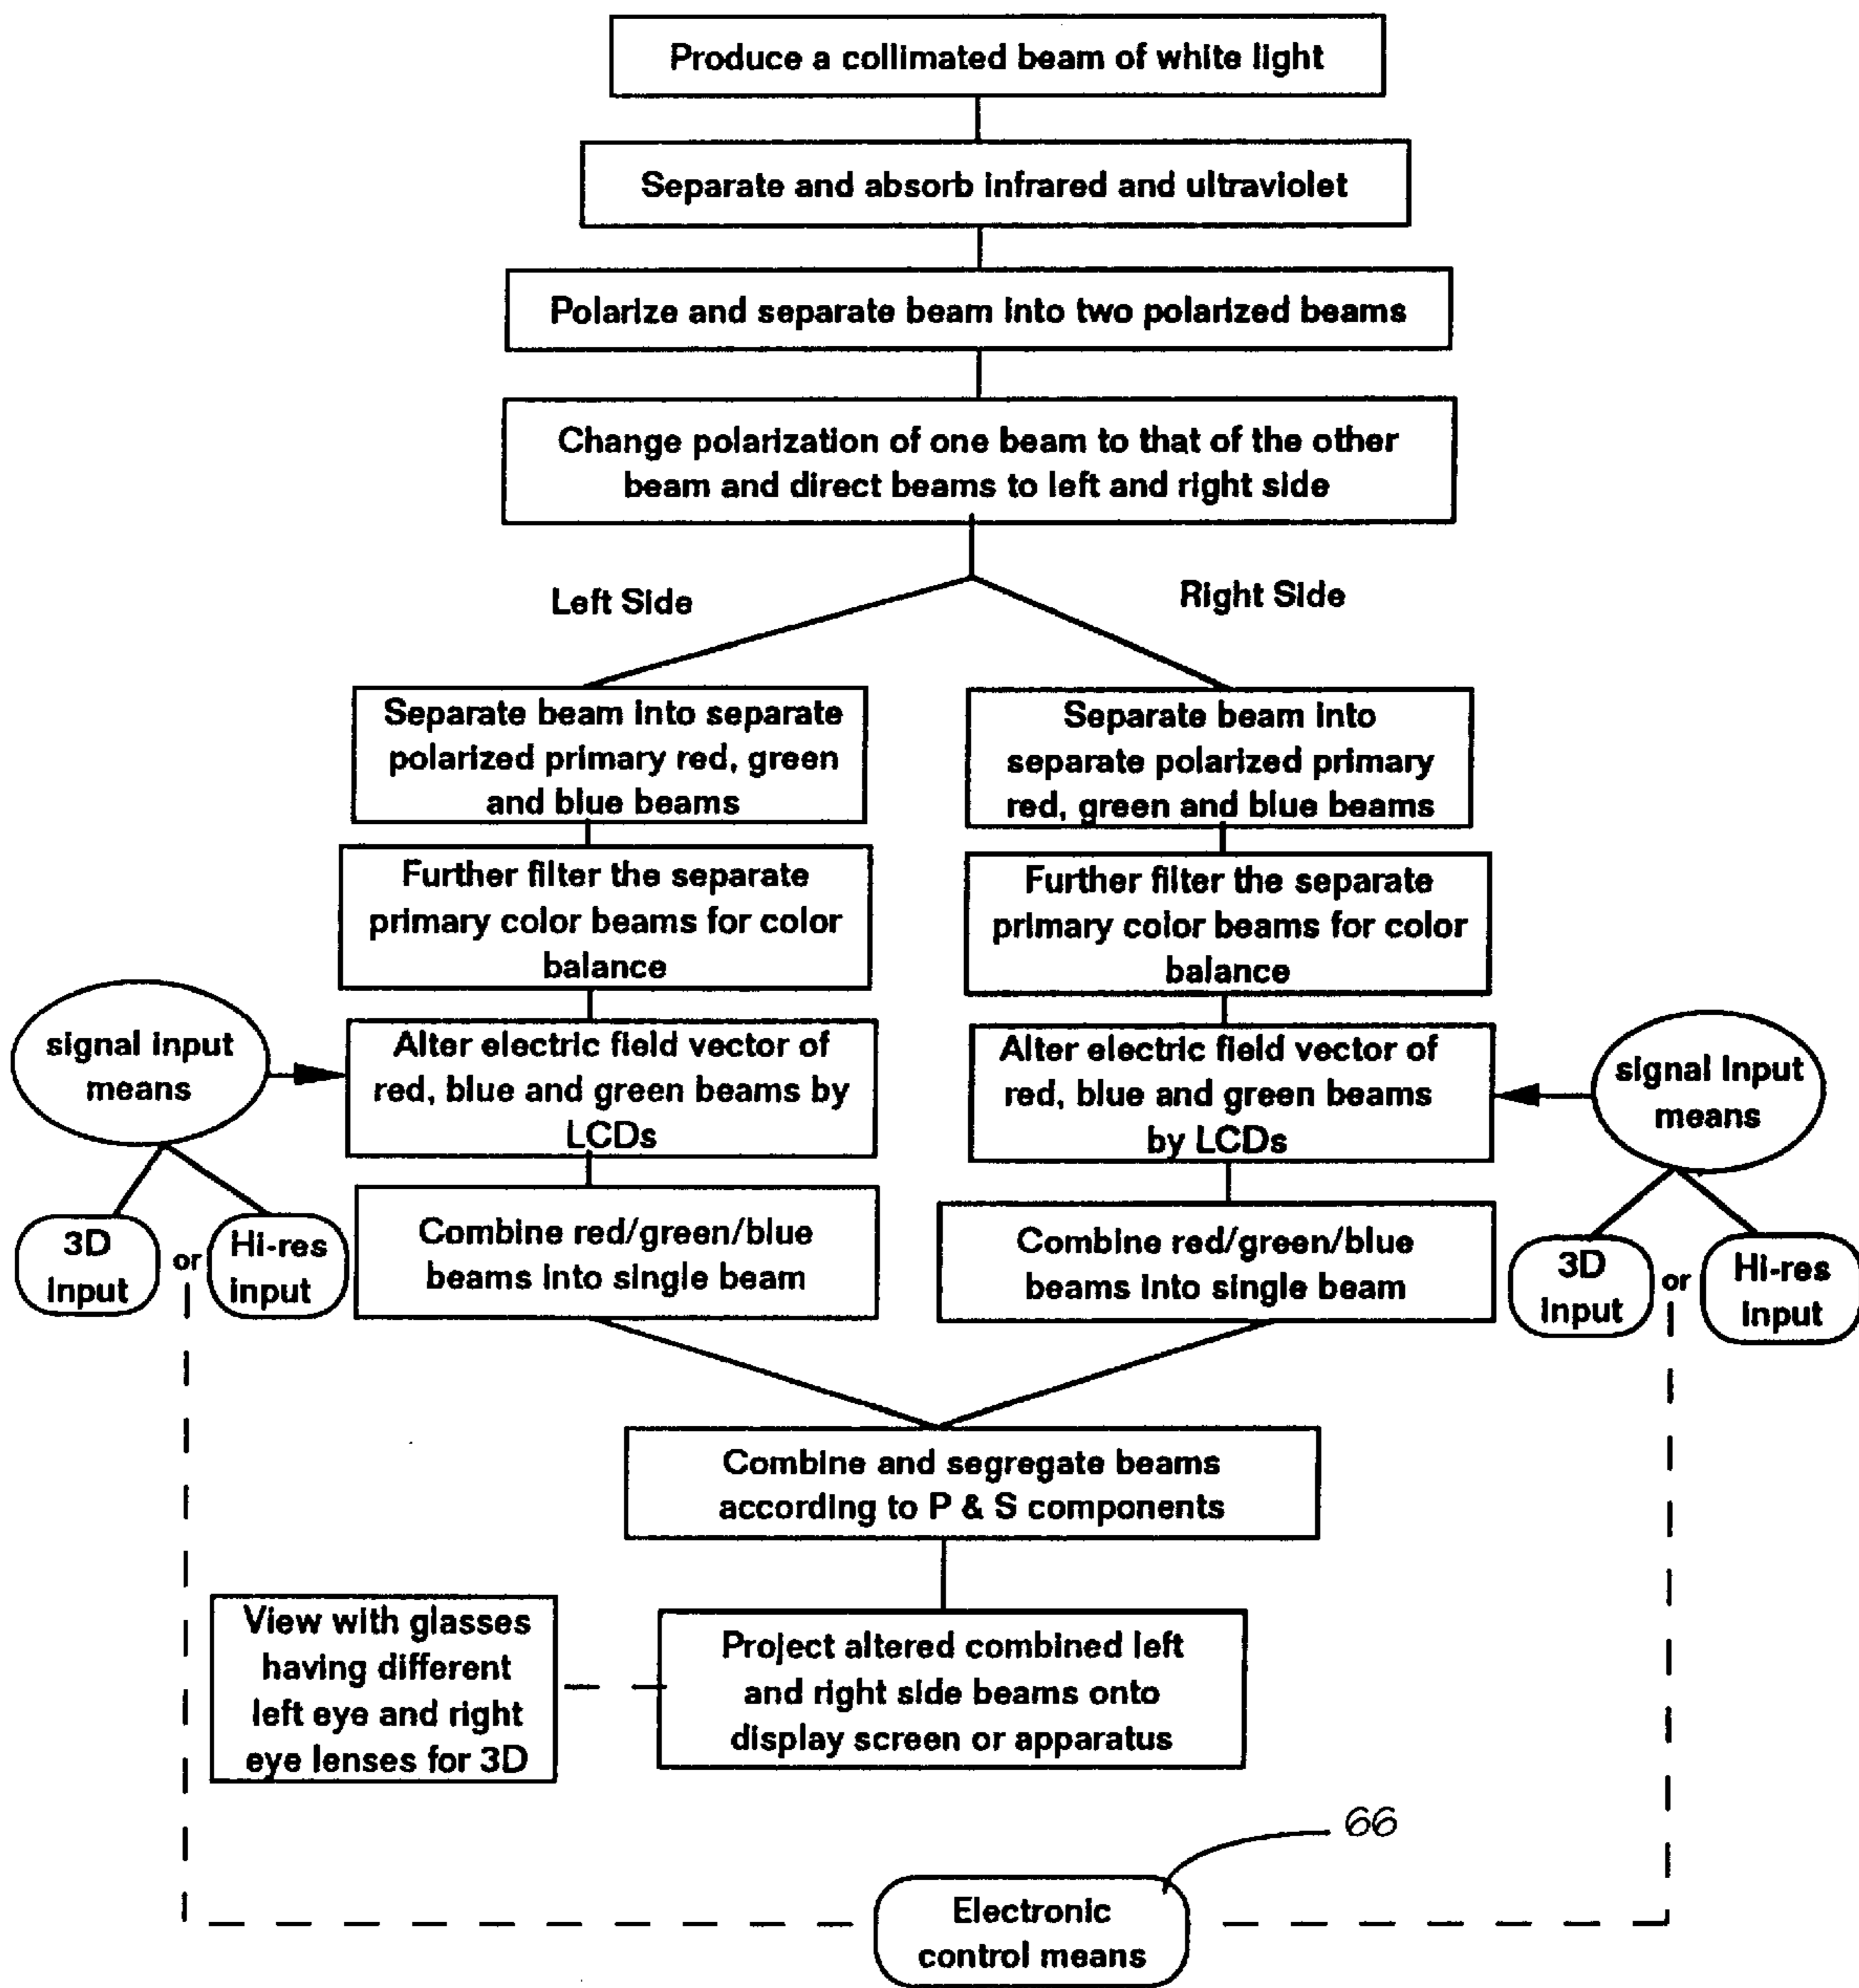 Produce a collimated beam of white light
Separate and absorb infrared and ultraviolet
Polarize and separate beam into two polarized beams
Change polarization of one beam to that of the other
beam and direct beams to left and right side
Left Side
Right Side
Separate beam into separate
polarized primary red, green
and blue beams
Separate beam into
separate polarized primary
red, green and blue beams
Further filter the separate
primary color beams for color
balance
Further filter the separate
primary color beams for color
balance
signal input
means
Alter electric field vector of
red, blue and green beams by
LCDs
Alter electric field vector of
red, blue and green beams
by LCDs
signal input
means
3D
input
or
Hi-res
input
Combine red/green/blue
beams into single beam
Combine red/green/blue
beams into single beam
3D
input
or
Hi-res
input
Combine and segregate beams
according to P & S components
View with glasses
having different
left eye and right
eye lenses for 3D
Project altered combined left
and right side beams onto
display screen or apparatus
66
Electronic
control means